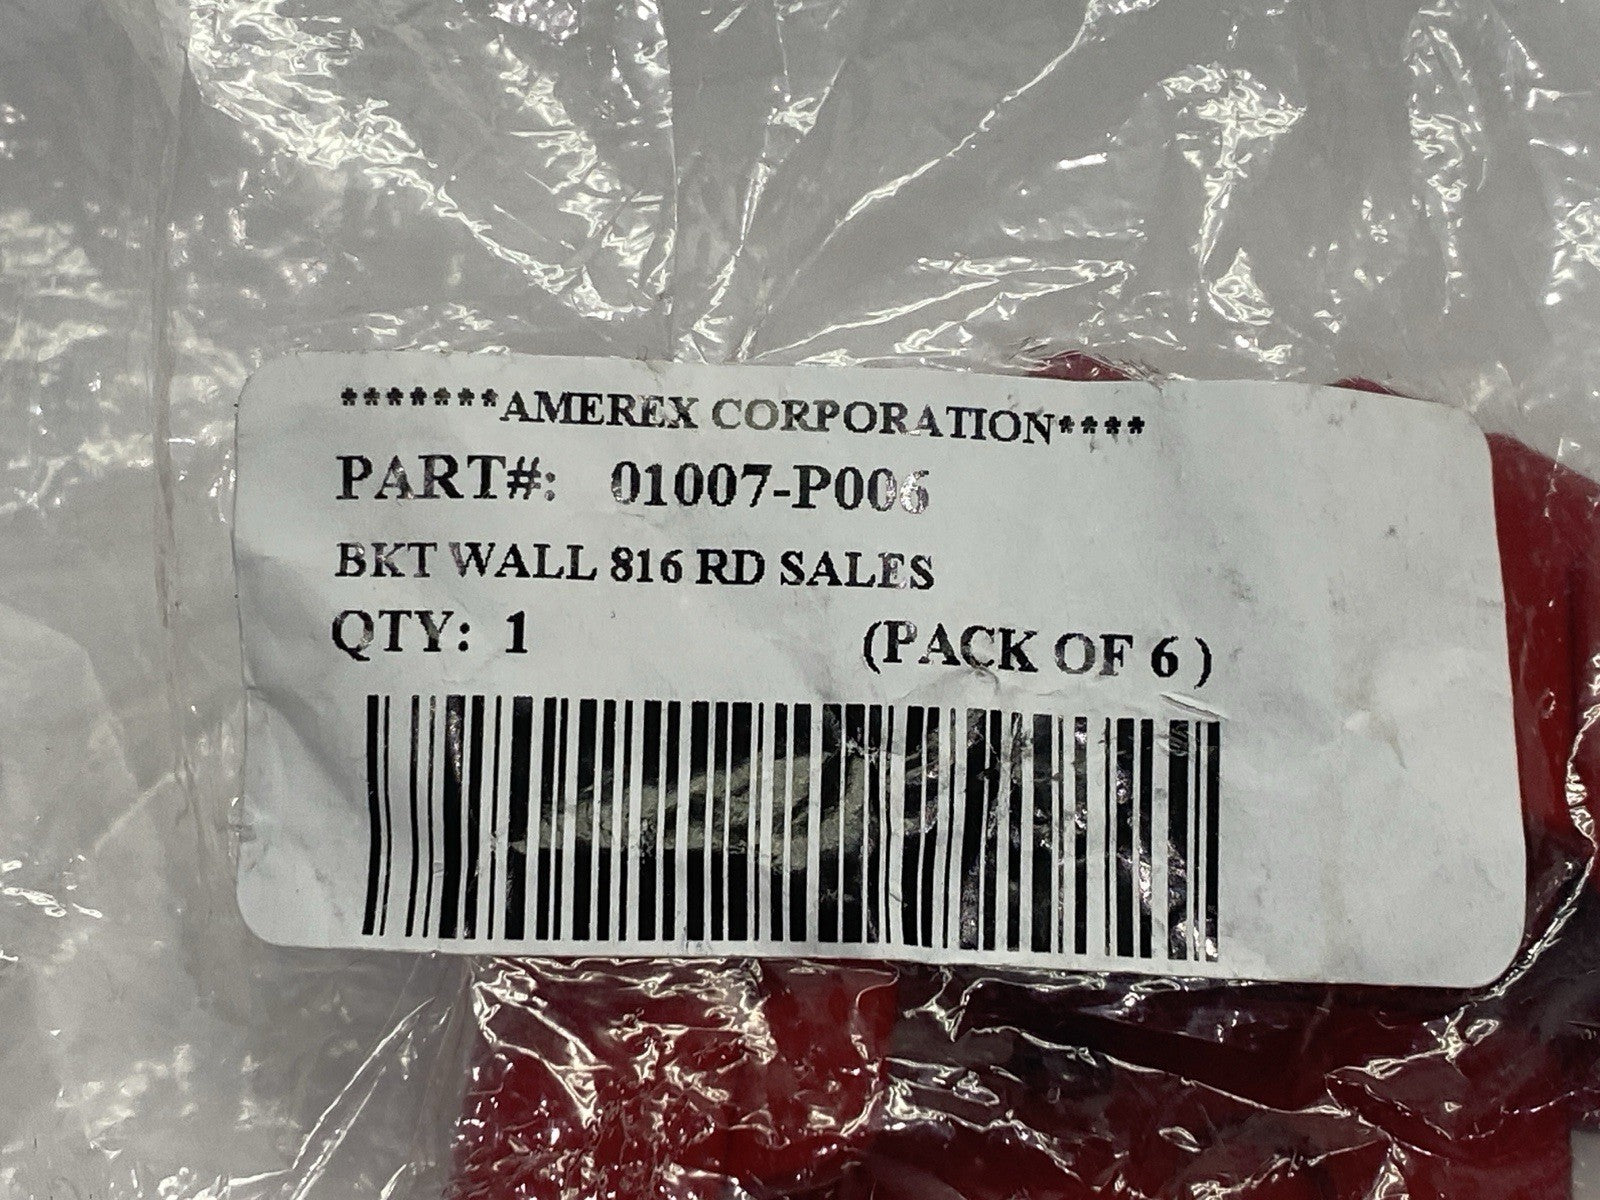 *******AMEREX CORPORATION****
PART#: 01007-P006
BKT WALL 816 RD SALES
QTY: 1 (PACK OF 6 )